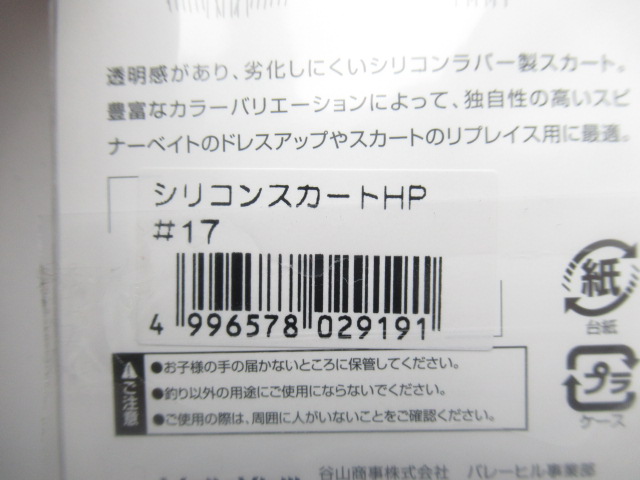 透明感があり、劣化しにくいシリコンラバー製スカート。
豊富なカラーバリエーションによって、独自性の高いスピ
ナーベイトのドレスアップやスカートのリプレイス用に最適。
シリコンスカートHP
#17
4 996578 029191
紙
台紙
プラ
ケース
ご注意
●お子様の手の届かないところに保管してください。
●釣り以外の用途にご使用にならないでください。
●ご使用の際は、周囲に人がいないことをご確認ください。
谷山商事株式会社 バレーヒル事業部